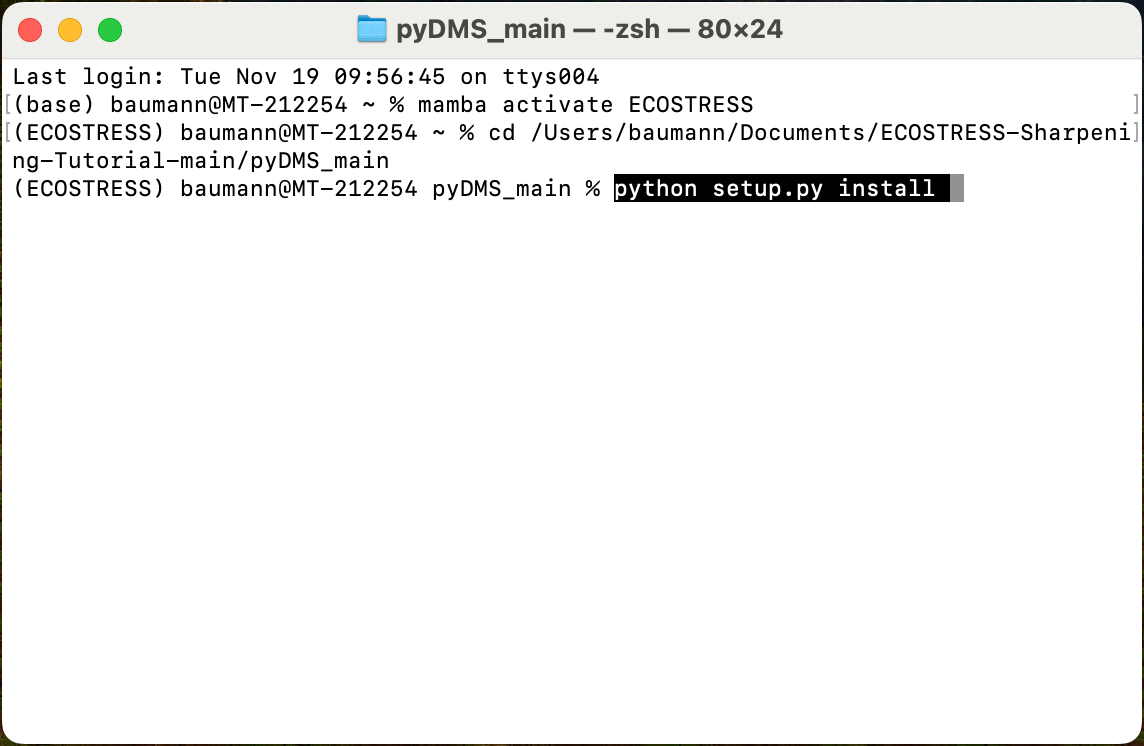 pyDMS_main — -zsh — 80×24
Last login: Tue Nov 19 09:56:45 on ttys004
[(base) baumann@MT-212254 ~ % mamba activate ECOSTRESS ]
[(ECOSTRESS) baumann@MT-212254 ~ % cd /Users/baumann/Documents/ECOSTRESS-Sharpeni]
ng-Tutorial-main/pyDMS_main
(ECOSTRESS) baumann@MT-212254 pyDMS_main % python setup.py install